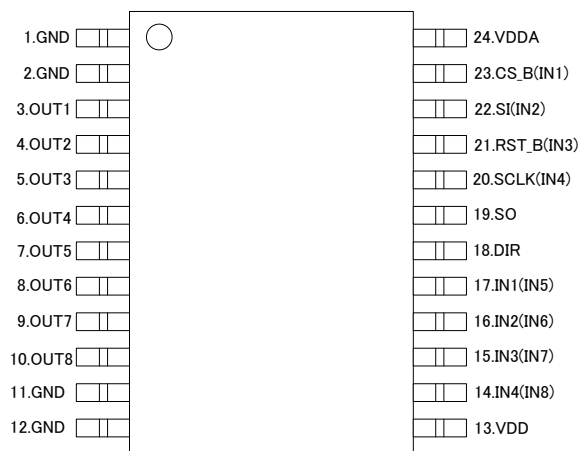 1.GND
2.GND
3.OUT1
4.OUT2
5.OUT3
6.OUT4
7.OUT5
8.OUT6
9.OUT7
10.OUT8
11.GND
12.GND
24.VDDA
23.CS_B(IN1)
22.SI(IN2)
21.RST_B(IN3)
20.SCLK(IN4)
19.SO
18.DIR
17.IN1(IN5)
16.IN2(IN6)
15.IN3(IN7)
14.IN4(IN8)
13.VDD